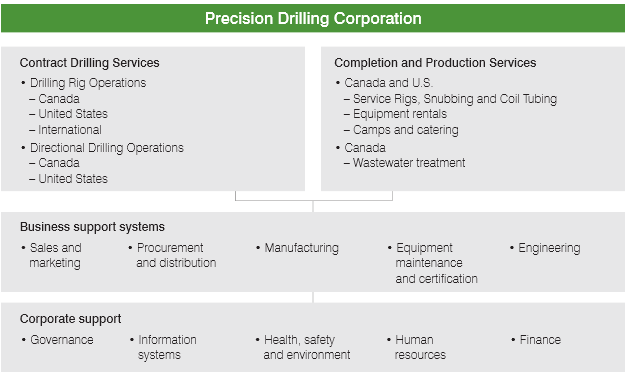 Precision Drilling Corporation
Contract Drilling Services
• Drilling Rig Operations
– Canada
– United States
– International
• Directional Drilling Operations
– Canada
– United States
Completion and Production Services
• Canada and U.S.
– Service Rigs, Snubbing and Coil Tubing
– Equipment rentals
– Camps and catering
• Canada
– Wastewater treatment
Business support systems
• Sales and
marketing
• Procurement
and distribution
• Manufacturing
• Equipment
maintenance
and certification
• Engineering
Corporate support
• Governance
• Information
systems
• Health, safety
and environment
• Human
resources
• Finance